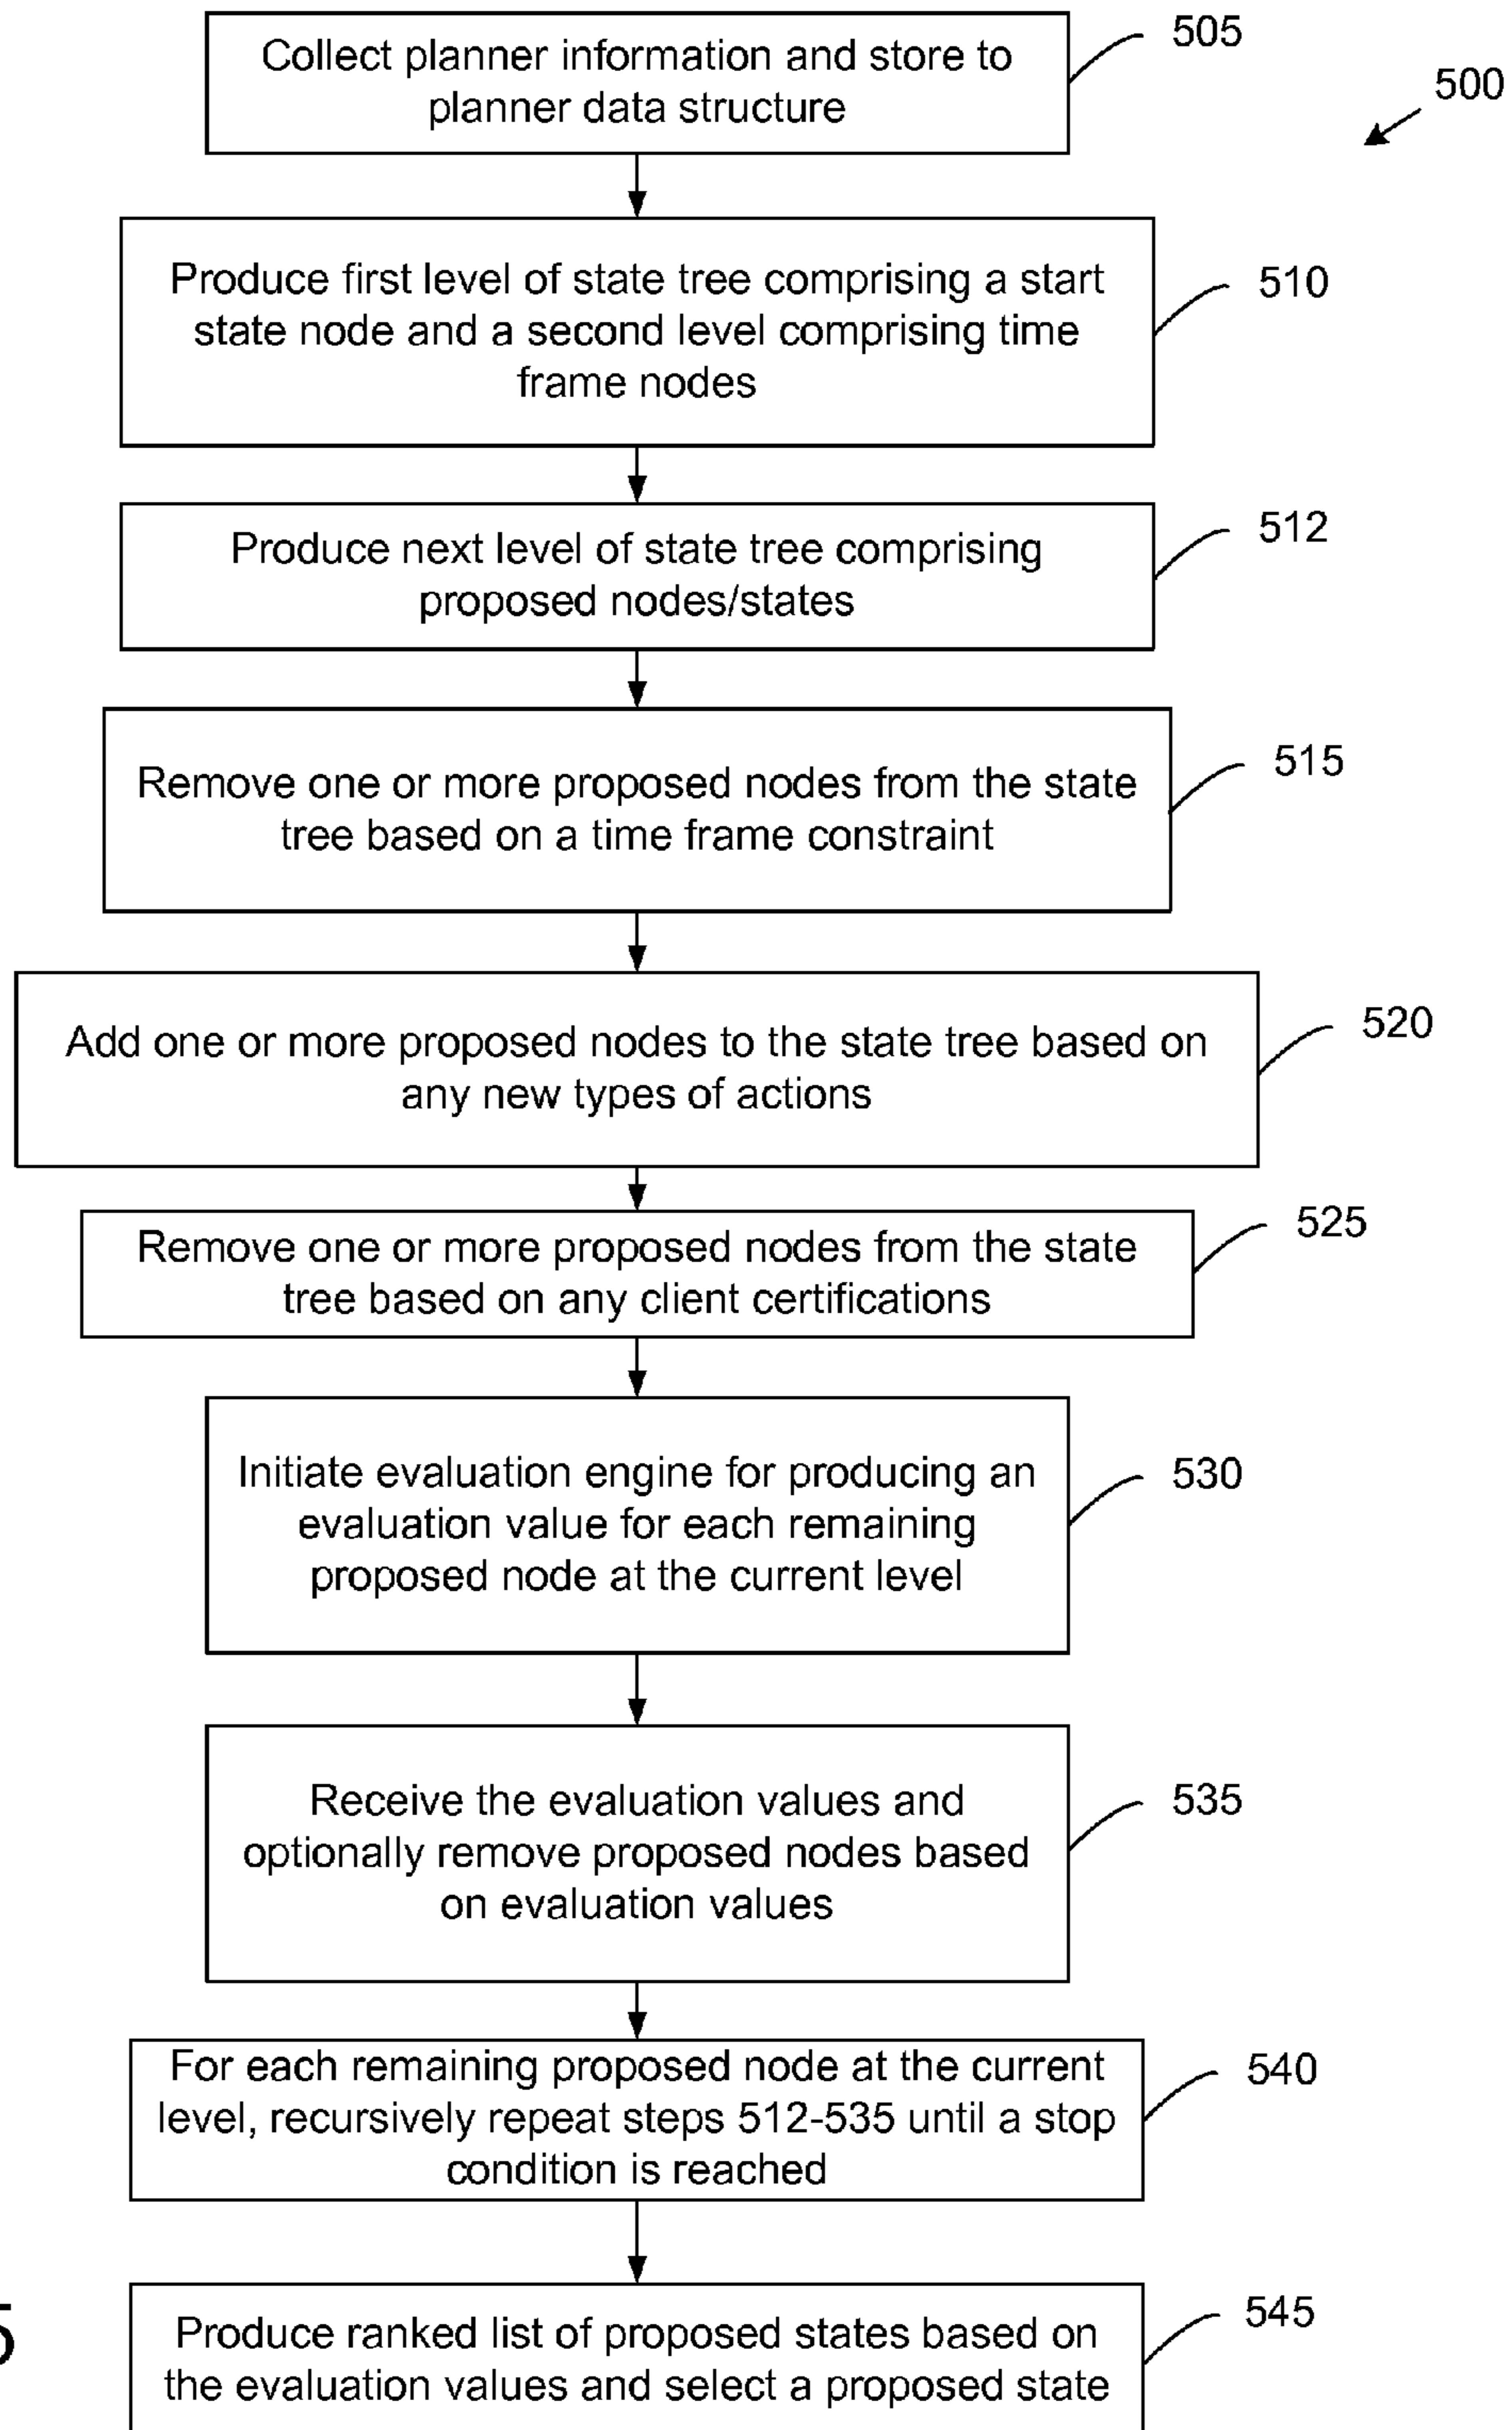 Collect planner information and store to
planner data structure
505
500
Produce first level of state tree comprising a start
state node and a second level comprising time
frame nodes
510
Produce next level of state tree comprising
proposed nodes/states
512
Remove one or more proposed nodes from the state
tree based on a time frame constraint
515
Add one or more proposed nodes to the state tree based on
any new types of actions
520
Remove one or more proposed nodes from the state
tree based on any client certifications
525
Initiate evaluation engine for producing an
evaluation value for each remaining
proposed node at the current level
530
Receive the evaluation values and
optionally remove proposed nodes based
on evaluation values
535
For each remaining proposed node at the current
level, recursively repeat steps 512-535 until a stop
condition is reached
540
Produce ranked list of proposed states based on
the evaluation values and select a proposed state
545